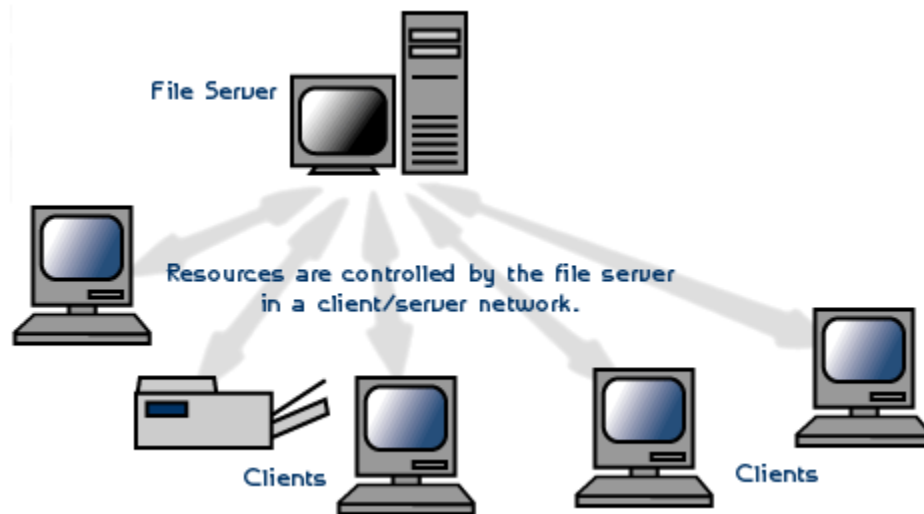 File Server
Resources are controlled by the file server
in a client/server network.
Clients
Clients